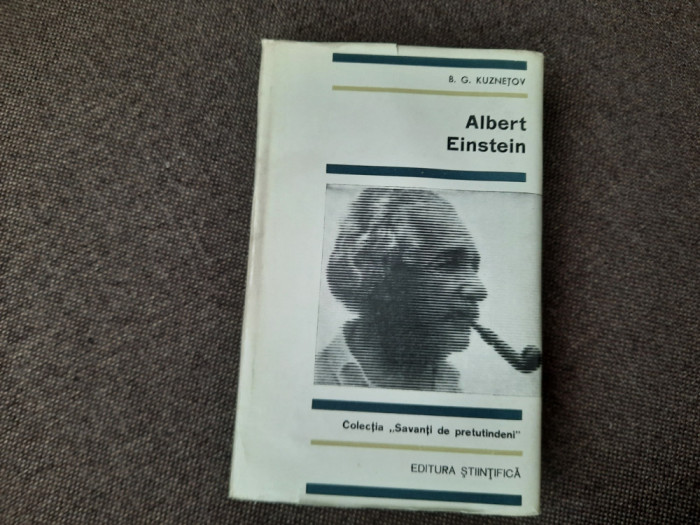 B. G. KUZNEȚOV
Albert
Einstein
Colecția „Savanți de pretutindeni"
EDITURA ȘTIINȚIFICĂ